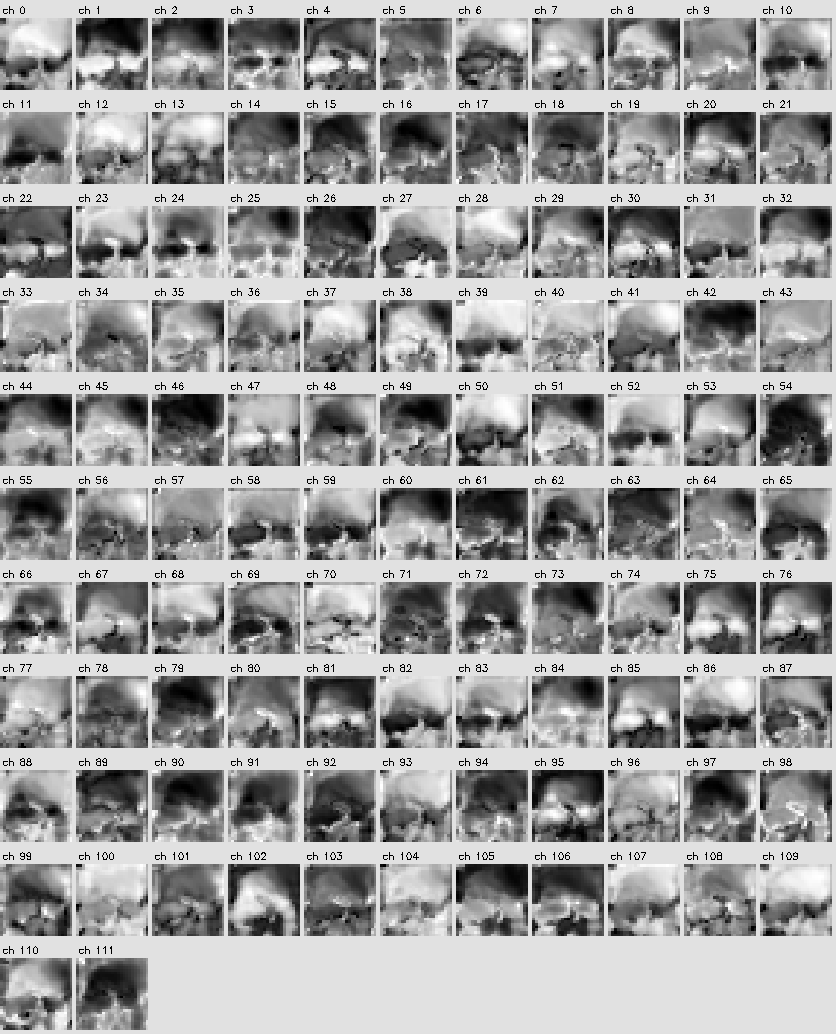 ch 0 ch 1 ch 2 ch 3 ch 4 ch 5 ch 6 ch 7 ch 8 ch 9 ch 10
ch 11 ch 12 ch 13 ch 14 ch 15 ch 16 ch 17 ch 18 ch 19 ch 20 ch 21
ch 22 ch 23 ch 24 ch 25 ch 26 ch 27 ch 28 ch 29 ch 30 ch 31 ch 32
ch 33 ch 34 ch 35 ch 36 ch 37 ch 38 ch 39 ch 40 ch 41 ch 42 ch 43
ch 44 ch 45 ch 46 ch 47 ch 48 ch 49 ch 50 ch 51 ch 52 ch 53 ch 54
ch 55 ch 56 ch 57 ch 58 ch 59 ch 60 ch 61 ch 62 ch 63 ch 64 ch 65
ch 66 ch 67 ch 68 ch 69 ch 70 ch 71 ch 72 ch 73 ch 74 ch 75 ch 76
ch 77 ch 78 ch 79 ch 80 ch 81 ch 82 ch 83 ch 84 ch 85 ch 86 ch 87
ch 88 ch 89 ch 90 ch 91 ch 92 ch 93 ch 94 ch 95 ch 96 ch 97 ch 98
ch 99 ch 100 ch 101 ch 102 ch 103 ch 104 ch 105 ch 106 ch 107 ch 108 ch 109
ch 110 ch 111